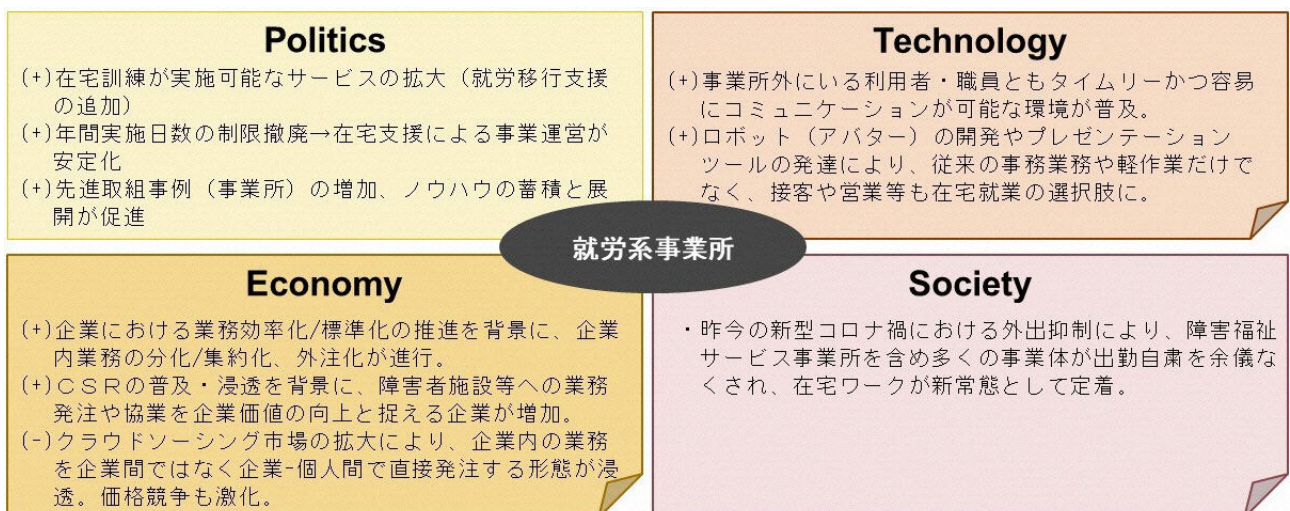 Politics
(+)在宅訓練が実施可能なサービスの拡大（就労移行支援
の追加）
(+)年間実施日数の制限撤廃→在宅支援による事業運営が
安定化
(+)先進取組事例（事業所）の増加、ノウハウの蓄積と展
開が促進
Technology
(+)事業所外にいる利用者・職員ともタイムリーかつ容易
にコミュニケーションが可能な環境が普及。
(+)ロボット（アバター）の開発やプレゼンテーション
ツールの発達により、従来の事務業務や軽作業だけで
なく、接客や営業等も在宅就業の選択肢に。
就労系事業所
Economy
(+)企業における業務効率化/標準化の推進を背景に、企業
内業務の分化/集約化、外注化が進行。
(+)ＣＳＲの普及・浸透を背景に、障害者施設等への業務
発注や協業を企業価値の向上と捉える企業が増加。
(-)クラウドソーシング市場の拡大により、企業内の業務
を企業間ではなく企業-個人間で直接発注する形態が浸
透。価格競争も激化。
Society
・昨今の新型コロナ禍における外出抑制により、障害福祉
サービス事業所を含め多くの事業体が出勤自粛を余儀な
くされ、在宅ワークが新常態として定着。